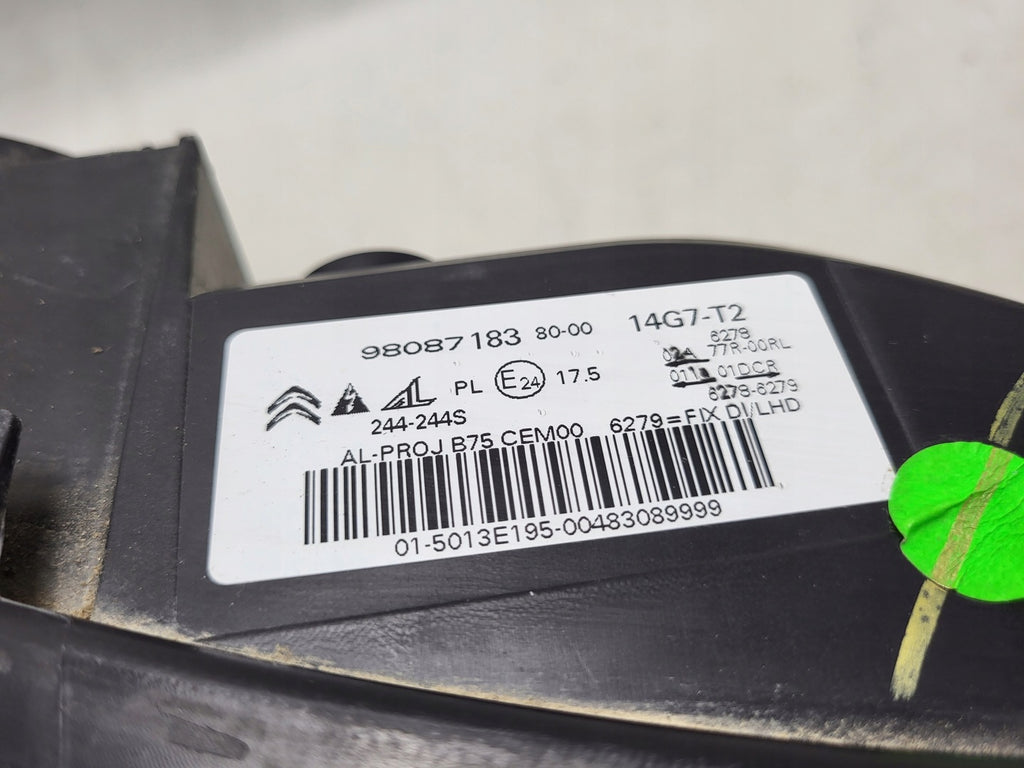 98087183 80-00 14G7-T2
6279
02A 77R-00RL
PL E24 17.5
011a 01DCR
244-244S
6279-6279
AL-PROJ B75 CEM00 6279=FIX DI/LHD
01-5013E195-00483089999